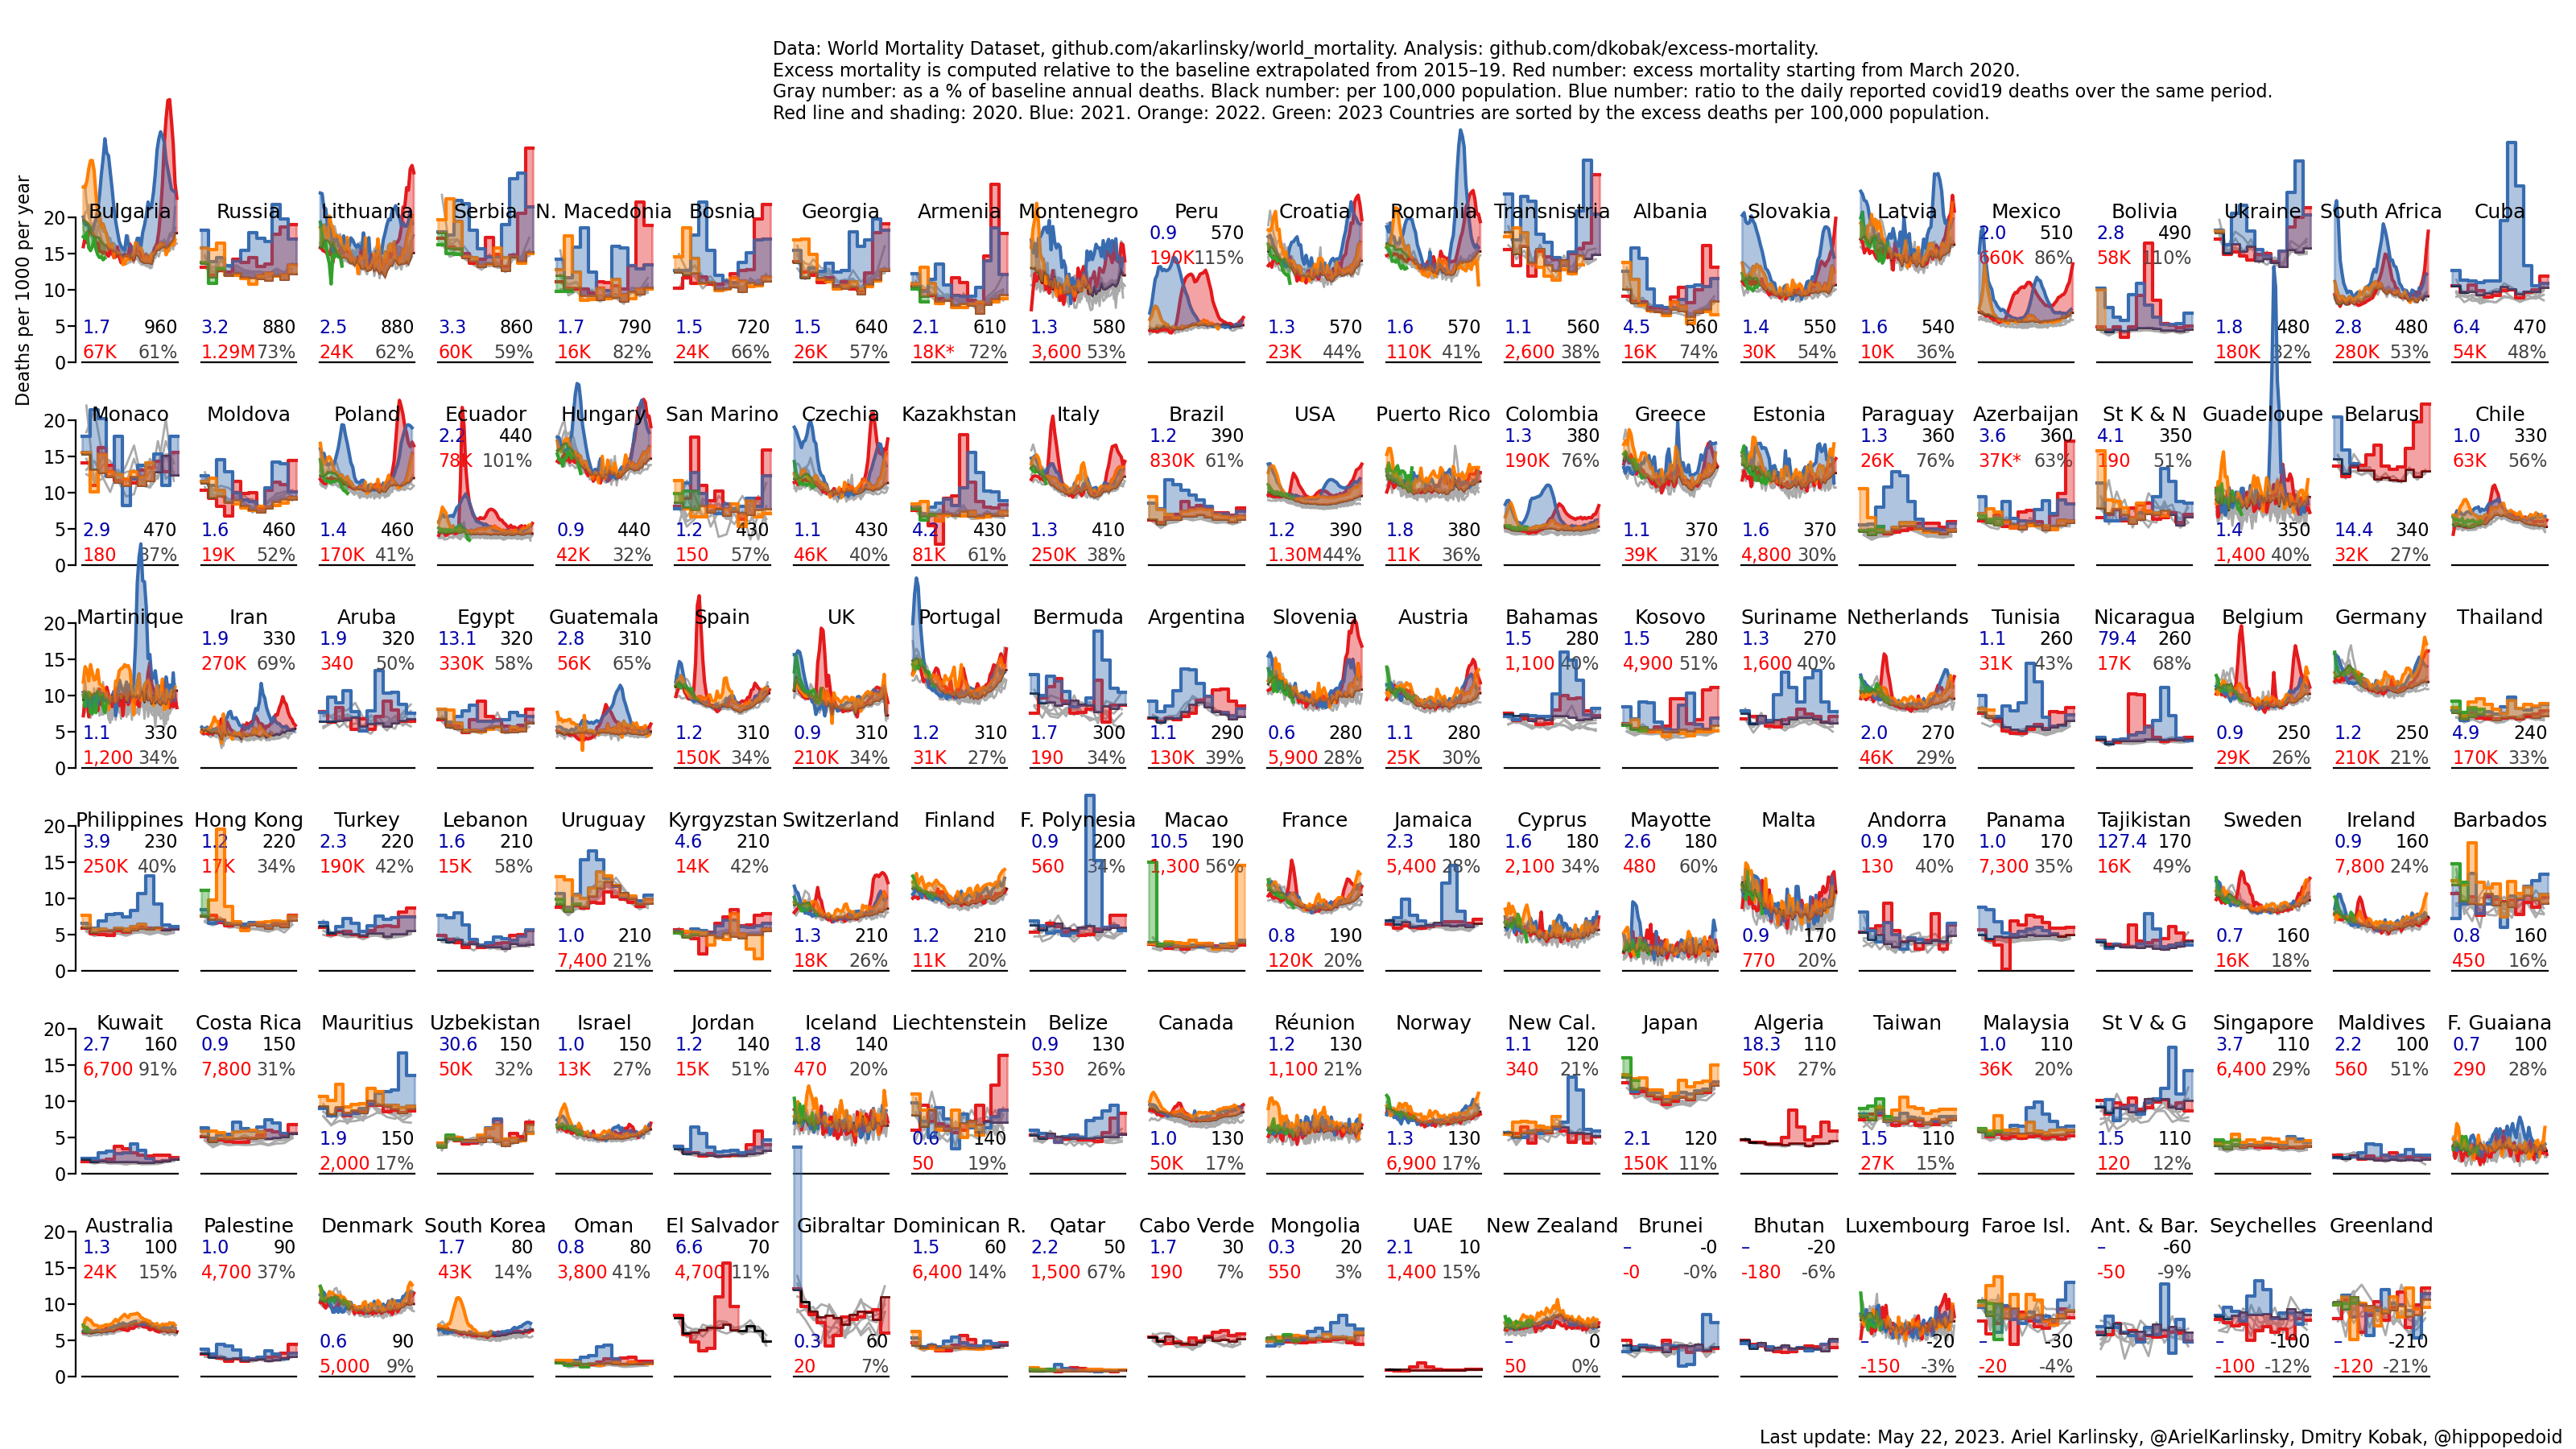 Data: World Mortality Dataset, github.com/akarlinsky/world_mortality. Analysis: github.com/dkobak/excess-mortality.
Excess mortality is computed relative to the baseline extrapolated from 2015–19. Red number: excess mortality starting from March 2020.
Gray number: as a % of baseline annual deaths. Black number: per 100,000 population. Blue number: ratio to the daily reported covid19 deaths over the same period.
Red line and shading: 2020. Blue: 2021. Orange: 2022. Green: 2023 Countries are sorted by the excess deaths per 100,000 population.
Deaths per 1000 per year
20 Bulgaria Russia Lithuania Serbia N. Macedonia Bosnia Georgia Armenia Montenegro Peru Croatia Romania Transnistria Albania Slovakia Latvia Mexico Bolivia Ukraine South Africa Cuba
0.9 570 2.0 510 2.8 490
15 190K 115% 660K 86% 58K 110%
10
5 1.7 960 3.2 880 2.5 880 3.3 860 1.7 790 1.5 720 1.5 640 2.1 610 1.3 580 1.3 570 1.6 570 1.1 560 4.5 560 1.4 550 1.6 540 1.8 480 2.8 480 6.4 470
0 67K 61% 1.29M 73% 24K 62% 60K 59% 16K 82% 24K 66% 26K 57% 18K* 72% 3,600 53% 23K 44% 110K 41% 2,600 38% 16K 74% 30K 54% 10K 36% 180K 32% 280K 53% 54K 48%
20 Monaco Moldova Poland Ecuador Hungary San Marino Czechia Kazakhstan Italy Brazil USA Puerto Rico Colombia Greece Estonia Paraguay Azerbaijan St K & N Guadeloupe Belarus Chile
2.2 440 1.2 390 1.3 380 1.3 360 3.6 360 4.1 350 1.0 330
15 78K 101% 830K 61% 190K 76% 26K 76% 37K* 63% 190 51% 63K 56%
10
5 2.9 470 1.6 460 1.4 460 0.9 440 1.2 430 1.1 430 4.2 430 1.3 410 1.2 390 1.8 380 1.1 370 1.6 370 1.4 350 14.4 340
0 180 37% 19K 52% 170K 41% 42K 32% 150 57% 46K 40% 81K 61% 250K 38% 1.30M 44% 11K 36% 39K 31% 4,800 30% 1,400 40% 32K 27%
20 Martinique Iran Aruba Egypt Guatemala Spain UK Portugal Bermuda Argentina Slovenia Austria Bahamas Kosovo Suriname Netherlands Tunisia Nicaragua Belgium Germany Thailand
1.9 330 1.9 320 13.1 320 2.8 310 1.5 280 1.5 280 1.3 270 1.1 260 79.4 260
15 270K 69% 340 50% 330K 58% 56K 65% 1,100 40% 4,900 51% 1,600 40% 31K 43% 17K 68%
10
5 1.1 330 1.2 310 0.9 310 1.2 310 1.7 300 1.1 290 0.6 280 1.1 280 2.0 270 0.9 250 1.2 250 4.9 240
0 1,200 34% 150K 34% 210K 34% 31K 27% 190 34% 130K 39% 5,900 28% 25K 30% 46K 29% 29K 26% 210K 21% 170K 33%
20 Philippines Hong Kong Turkey Lebanon Uruguay Kyrgyzstan Switzerland Finland F. Polynesia Macao France Jamaica Cyprus Mayotte Malta Andorra Panama Tajikistan Sweden Ireland Barbados
3.9 230 1.2 220 2.3 220 1.6 210 4.6 210 0.9 200 10.5 190 2.3 180 1.6 180 2.6 180 0.9 170 1.0 170 127.4 170 0.9 160
15 250K 40% 17K 34% 190K 42% 15K 58% 14K 42% 560 34% 1,300 56% 5,400 28% 2,100 34% 480 60% 130 40% 7,300 35% 16K 49% 7,800 24%
10
5 1.0 210 1.3 210 1.2 210 0.8 190 0.9 170 0.7 160 0.8 160
0 7,400 21% 18K 26% 11K 20% 120K 20% 770 20% 16K 18% 450 16%
20 Kuwait Costa Rica Mauritius Uzbekistan Israel Jordan Iceland Liechtenstein Belize Canada Réunion Norway New Cal. Japan Algeria Taiwan Malaysia St V & G Singapore Maldives F. Guaiana
2.7 160 0.9 150 30.6 150 1.0 150 1.2 140 1.8 140 0.9 130 1.2 130 1.1 120 18.3 110 1.0 110 3.7 110 2.2 100 0.7 100
15 6,700 91% 7,800 31% 50K 32% 13K 27% 15K 51% 470 20% 530 26% 1,100 21% 340 21% 50K 27% 36K 20% 6,400 29% 560 51% 290 28%
10
5 1.9 150 0.6 140 1.0 130 1.3 130 2.1 120 1.5 110 1.5 110
0 2,000 17% 50 19% 50K 17% 6,900 17% 150K 11% 27K 15% 120 12%
20 Australia Palestine Denmark South Korea Oman El Salvador Gibraltar Dominican R. Qatar Cabo Verde Mongolia UAE New Zealand Brunei Bhutan Luxembourg Faroe Isl. Ant. & Bar. Seychelles Greenland
1.3 100 1.0 90 1.7 80 0.8 80 6.6 70 1.5 60 2.2 50 1.7 30 0.3 20 2.1 10 – -0 – -20 – -60
15 24K 15% 4,700 37% 43K 14% 3,800 41% 4,700 11% 6,400 14% 1,500 67% 190 7% 550 3% 1,400 15% -0 -0% -180 -6% -50 -9%
10
5 0.6 90 0.3 60 – 0 – -20 – -30 – -100 – -210
0 5,000 9% 20 7% 50 0% -150 -3% -20 -4% -100 -12% -120 -21%
Last update: May 22, 2023. Ariel Karlinsky, @ArielKarlinsky, Dmitry Kobak, @hippopedoid